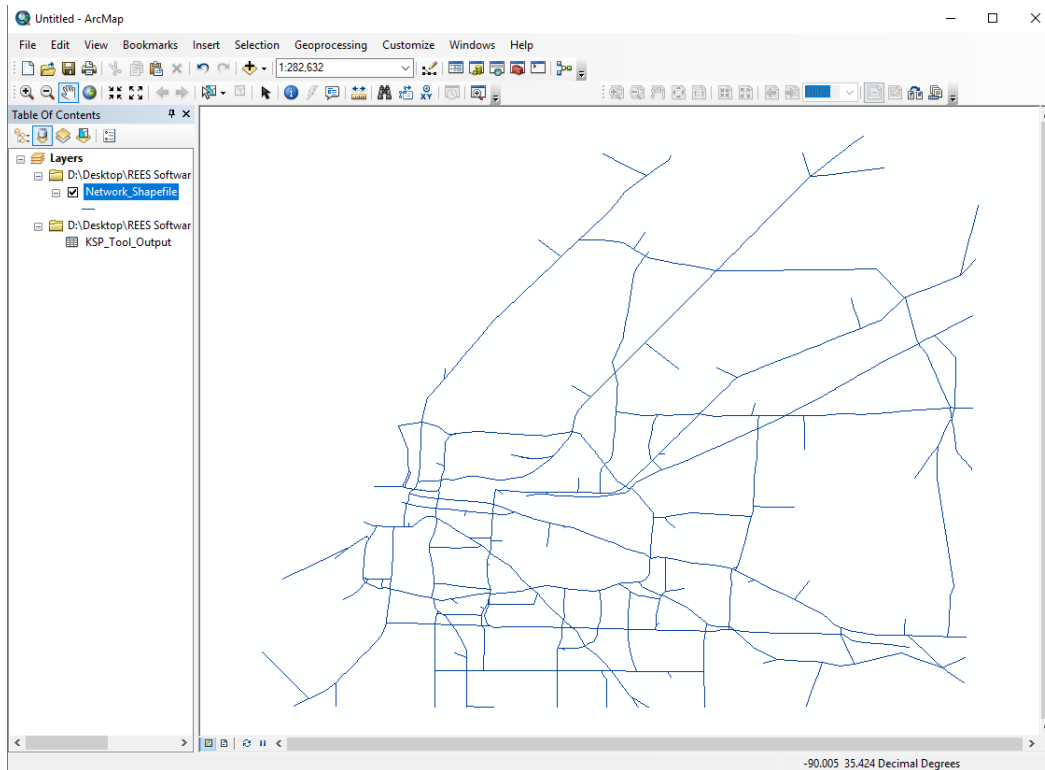 Untitled - ArcMap
File Edit View Bookmarks Insert Selection Geoprocessing Customize Windows Help
1:282,632
Table Of Contents
Layers
D:\Desktop\REES Softwar
Network_Shapefile
D:\Desktop\REES Softwar
KSP_Tool_Output
-90.005 35.424 Decimal Degrees